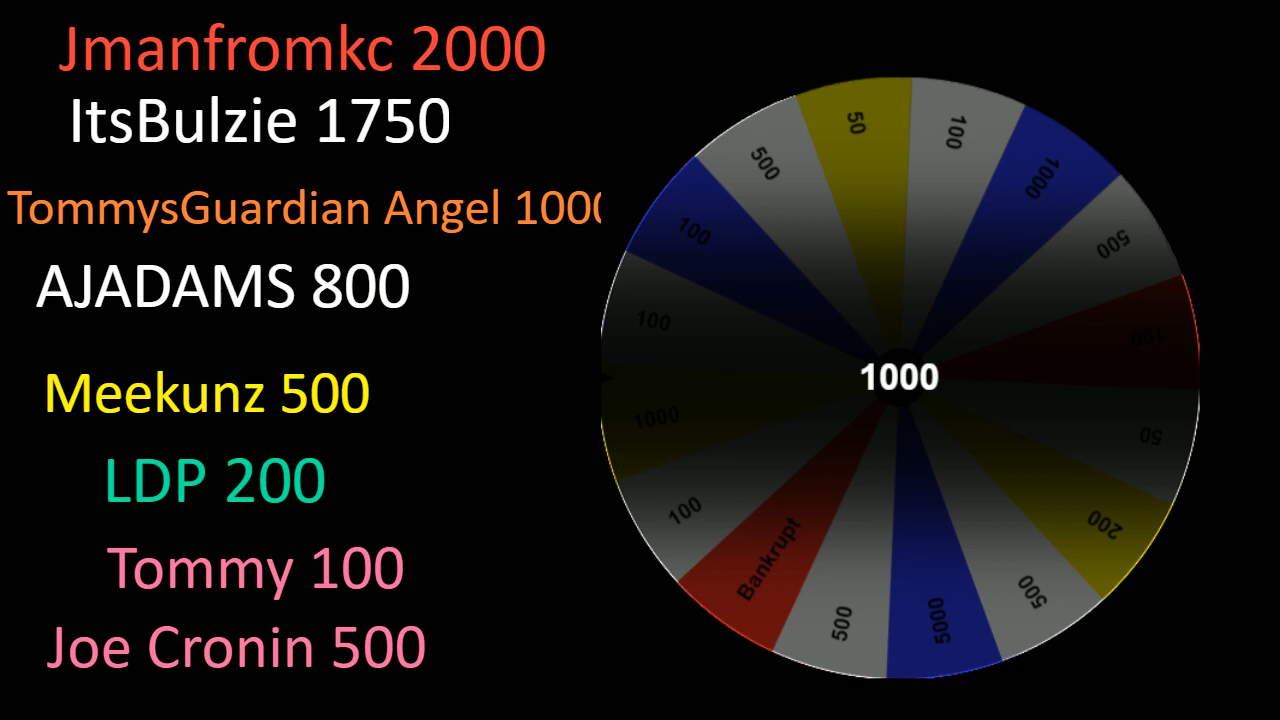 Jmanfromkc 2000
ItsBulzie 1750
TommysGuardian Angel 1000
AJADAMS 800
Meekunz 500
LDP 200
Tommy 100
Joe Cronin 500
50
100
1000
500
100
50
200
500
5000
500
Bankrupt
100
1000
100
100
500
1000